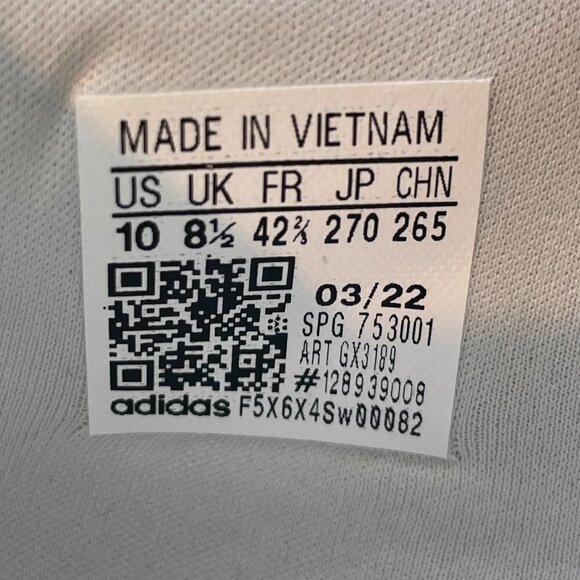 MADE IN VIETNAM
US UK FR JP CHN
10 8½ 42⅔ 270 265
03/22
SPG 753001
ART GX3189
#128939008
adidas F5X6X4Sw00082